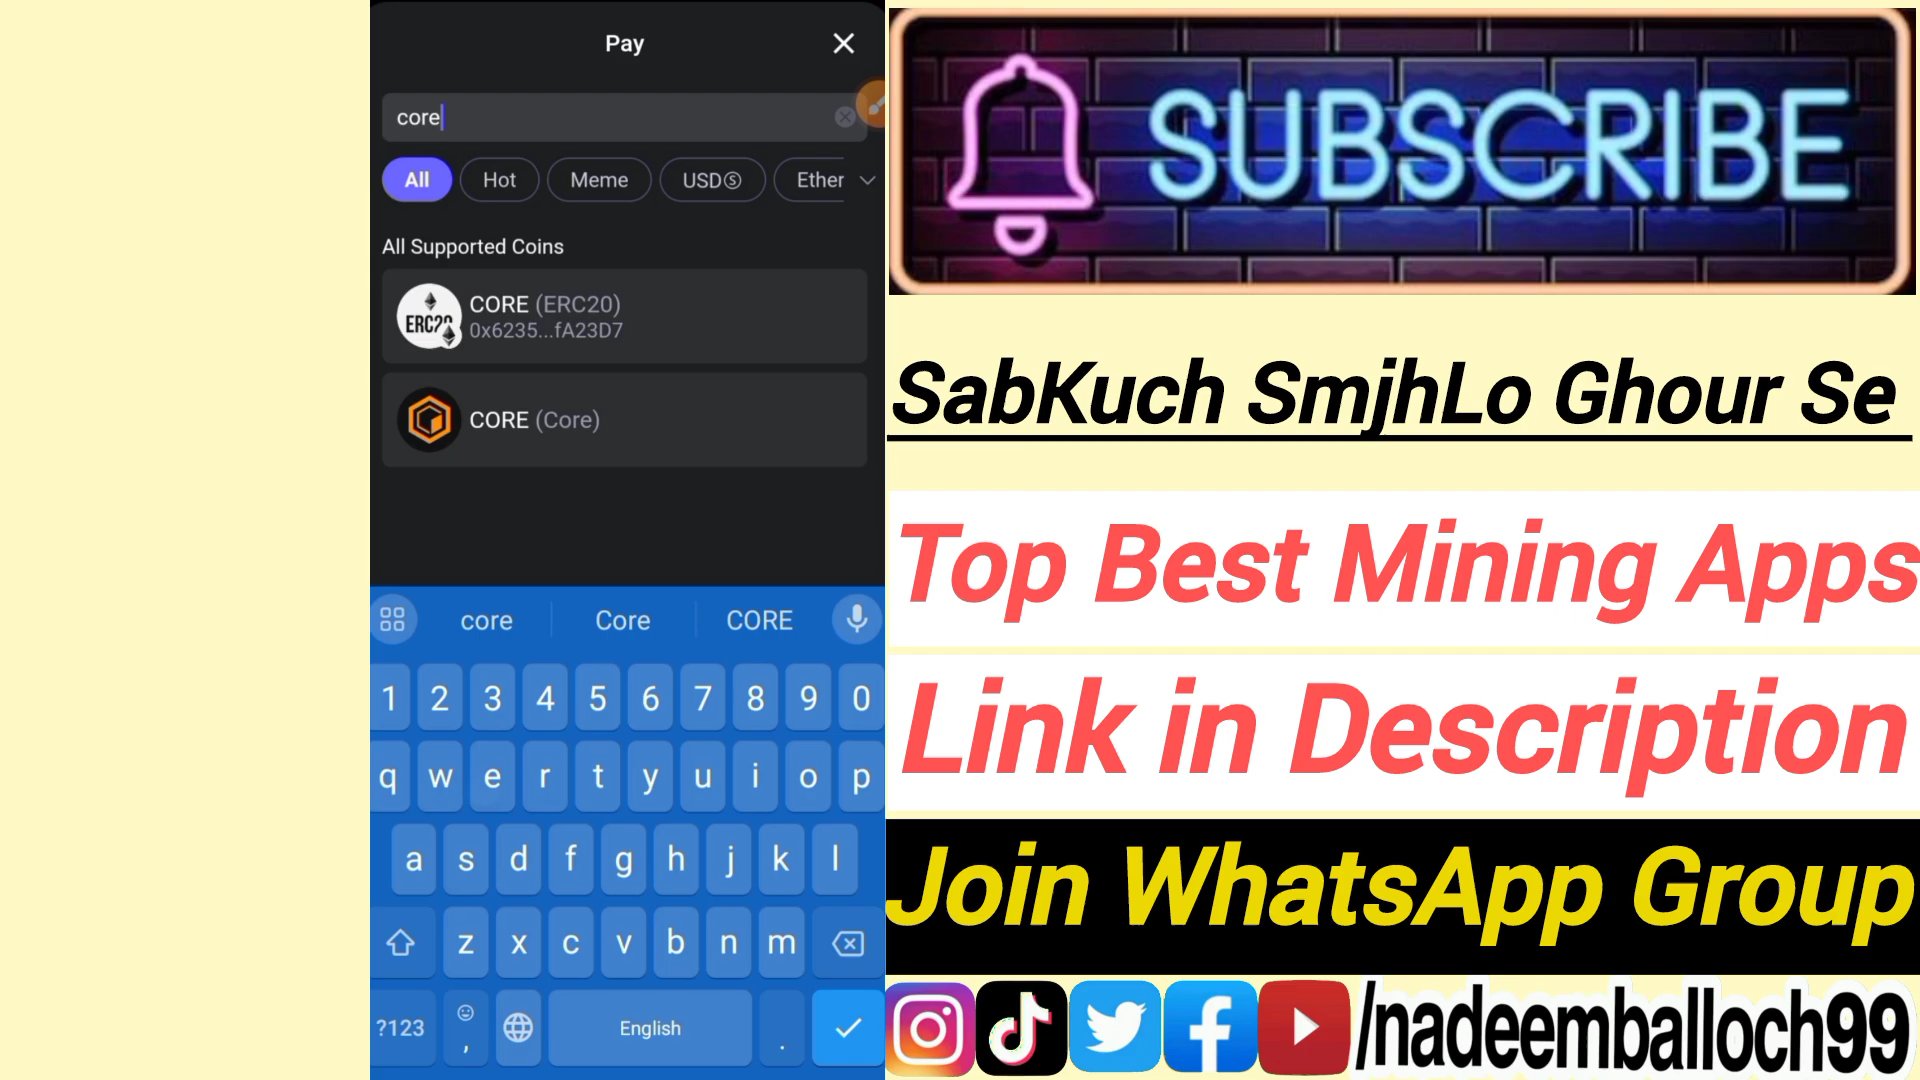 Pay
core
All Hot Meme USDⓈ Ether
All Supported Coins
ERC20
CORE (ERC20)
0x6235...fA23D7
CORE (Core)
core Core CORE
1 2 3 4 5 6 7 8 9 0
q w e r t y u i o p
a s d f g h j k l
z x c v b n m
?123 , English .
SUBSCRIBE
SabKuch SmjhLo Ghour Se
Top Best Mining Apps
Link in Description
Join WhatsApp Group
/nadeemballoch99